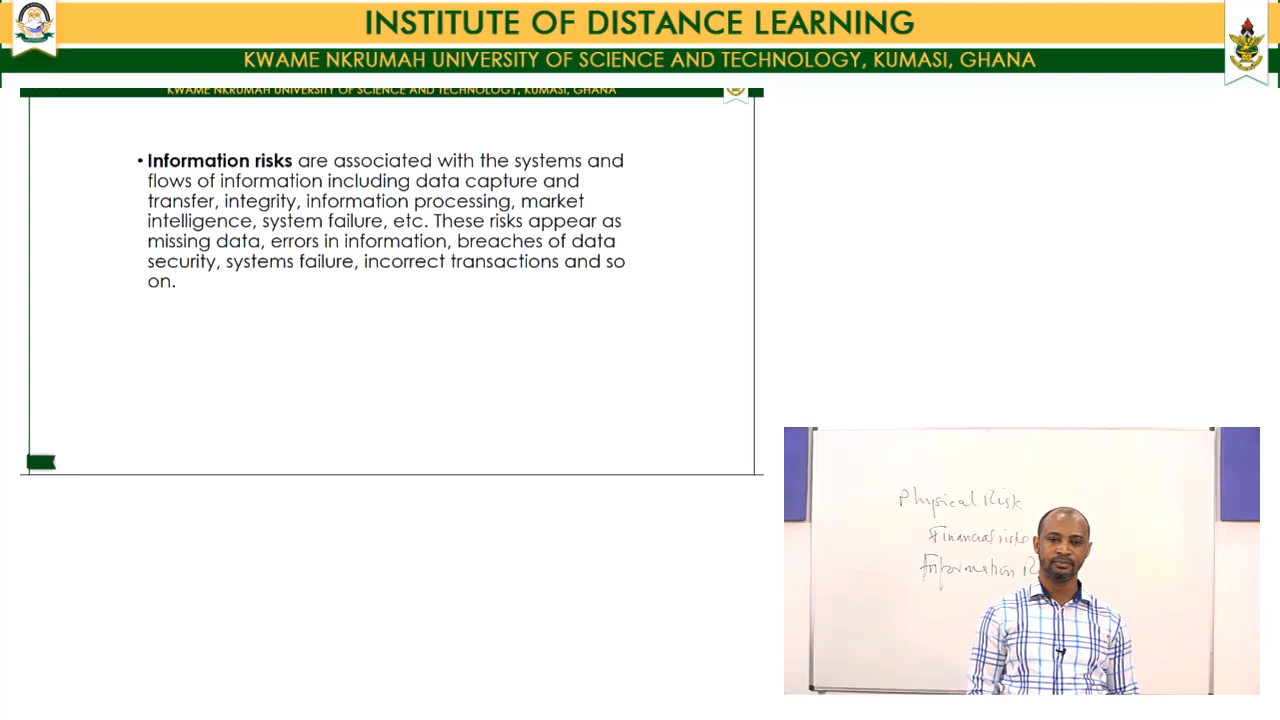 INSTITUTE OF DISTANCE LEARNING
KWAME NKRUMAH UNIVERSITY OF SCIENCE AND TECHNOLOGY, KUMASI, GHANA
KWAME NKRUMAH UNIVERSITY OF SCIENCE AND TECHNOLOGY, KUMASI, GHANA
• Information risks are associated with the systems and
flows of information including data capture and
transfer, integrity, information processing, market
intelligence, system failure, etc. These risks appear as
missing data, errors in information, breaches of data
security, systems failure, incorrect transactions and so
on.
Physical Risk
Financial risks
Information